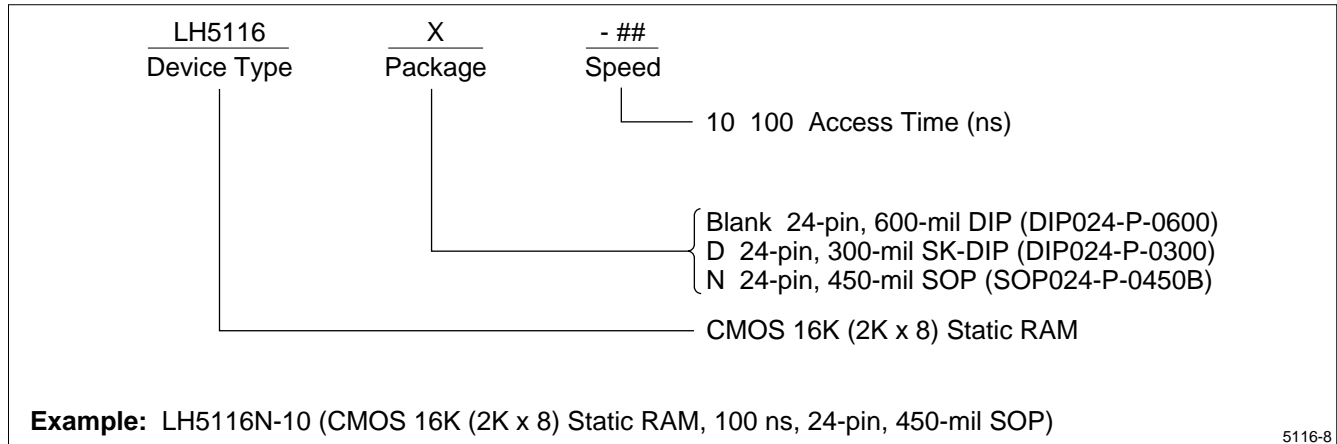 LH5116 X - ##
Device Type Package Speed
10 100 Access Time (ns)
Blank 24-pin, 600-mil DIP (DIP024-P-0600)
D 24-pin, 300-mil SK-DIP (DIP024-P-0300)
N 24-pin, 450-mil SOP (SOP024-P-0450B)
CMOS 16K (2K x 8) Static RAM
Example: LH5116N-10 (CMOS 16K (2K x 8) Static RAM, 100 ns, 24-pin, 450-mil SOP)
5116-8